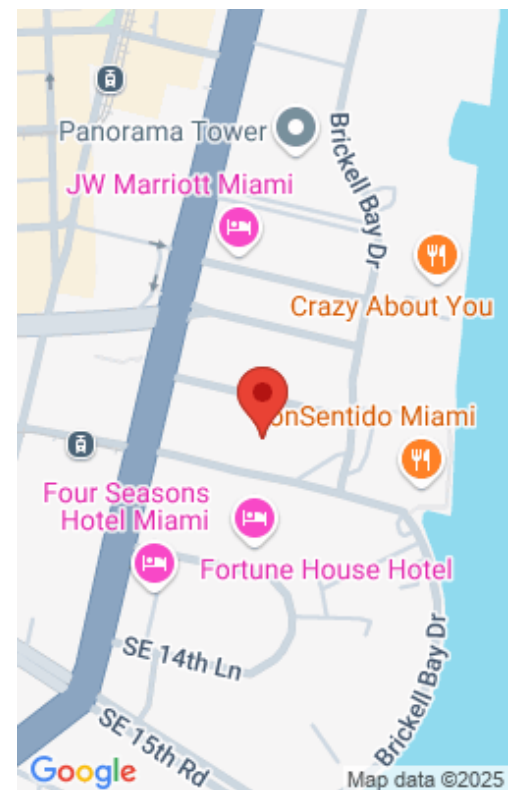 Panorama Tower
Brickell Bay Dr
JW Marriott Miami
Crazy About You
onSentido Miami
Four Seasons
Hotel Miami
Fortune House Hotel
SE 14th Ln
Brickell Bay Dr
SE 15th Rd
Google
Map data ©2025